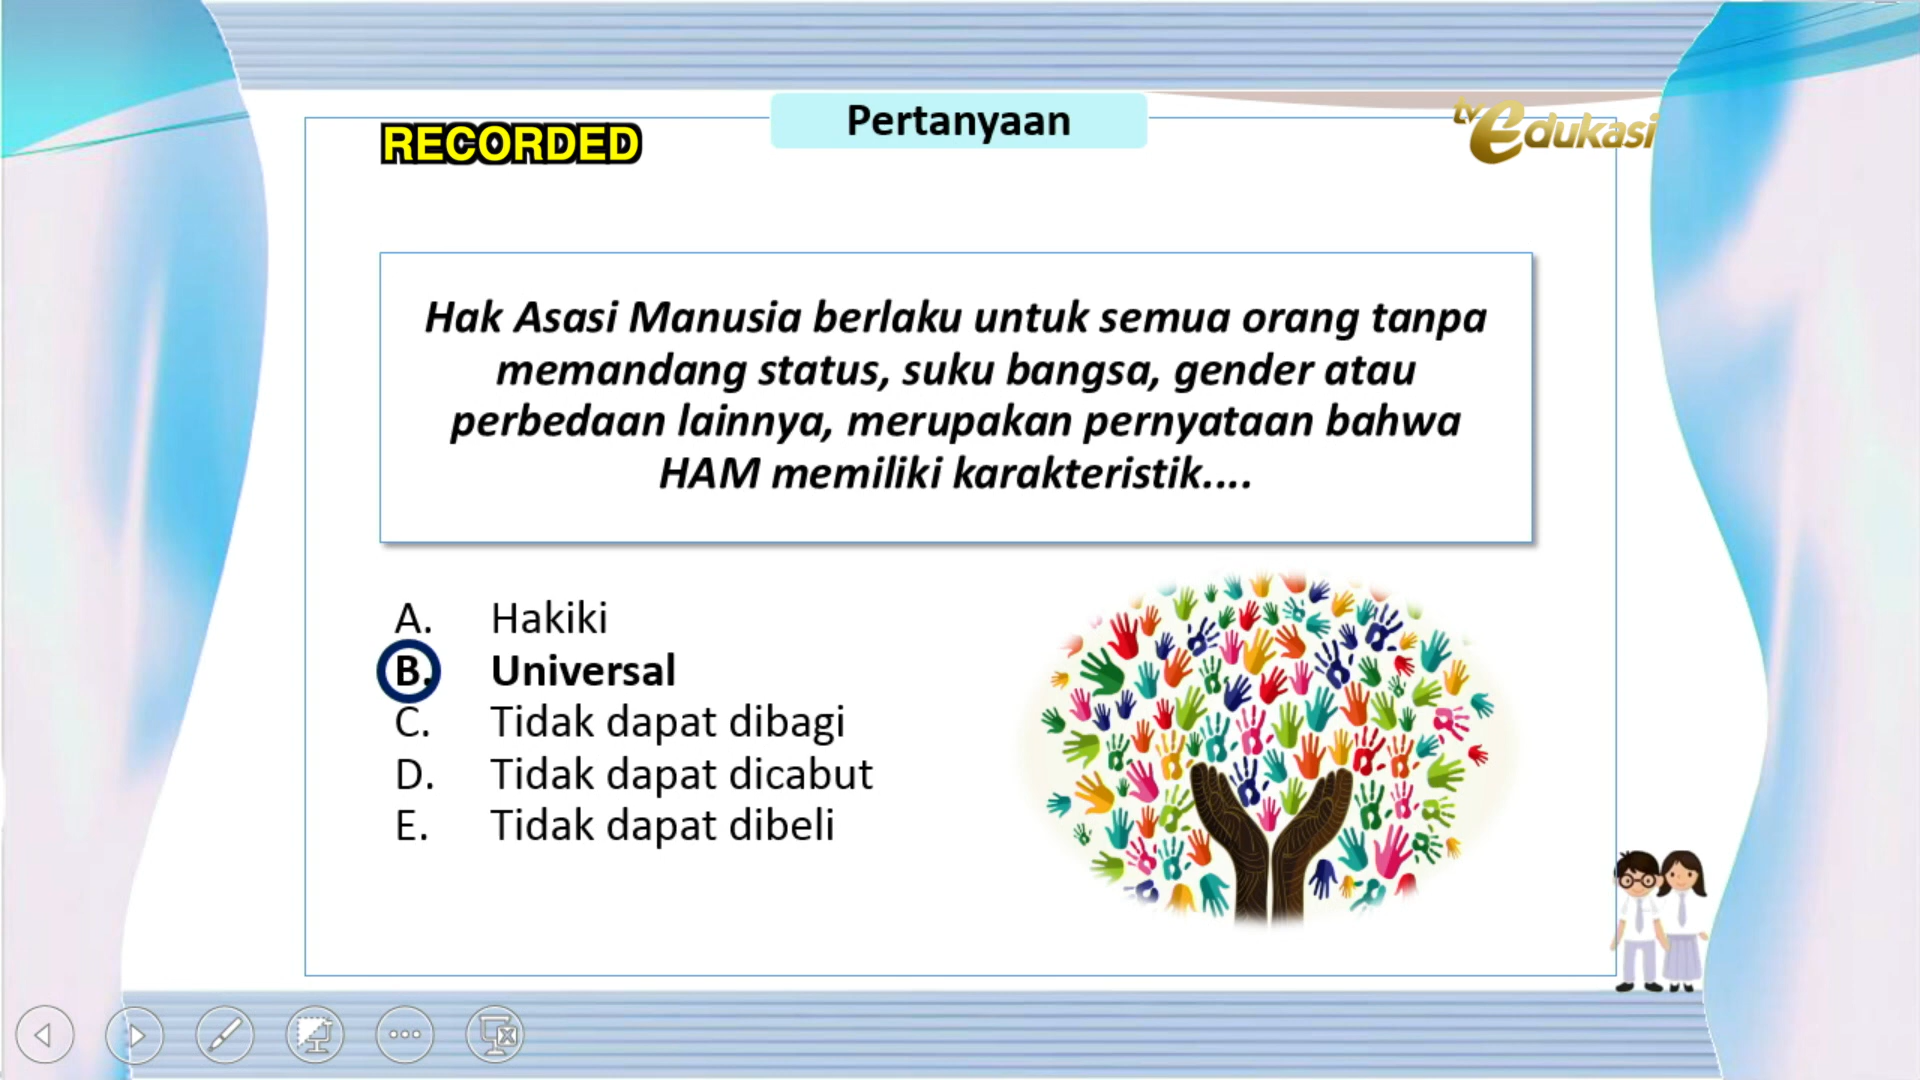 Pertanyaan
RECORDED
tv Edukasi
Hak Asasi Manusia berlaku untuk semua orang tanpa
memandang status, suku bangsa, gender atau
perbedaan lainnya, merupakan pernyataan bahwa
HAM memiliki karakteristik....
A. Hakiki
B. Universal
C. Tidak dapat dibagi
D. Tidak dapat dicabut
E. Tidak dapat dibeli